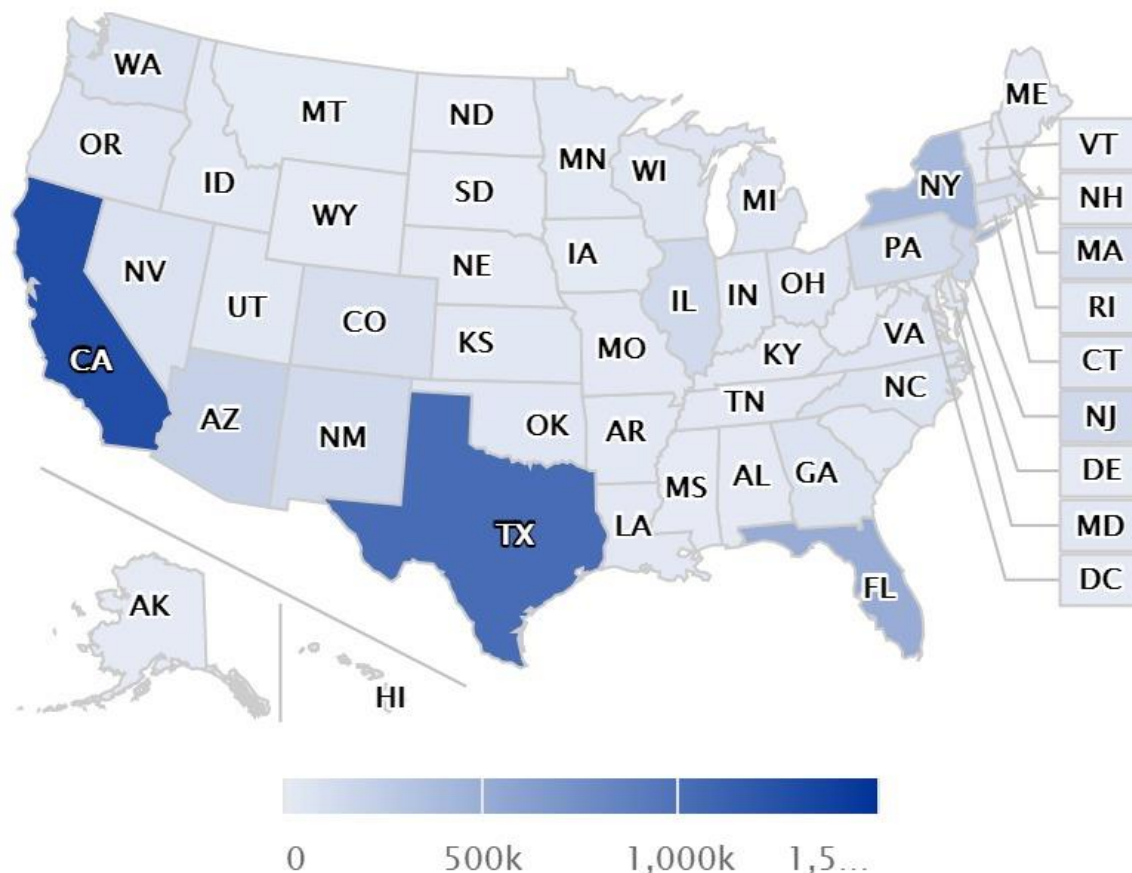 WA
MT
ND
ME
OR
MN
VT
ID
SD
WI
MI
NY
NH
WY
PA
MA
NV
NE
IA
IL
IN
OH
RI
UT
CO
KS
MO
KY
VA
CT
CA
TN
NC
NJ
AZ
NM
OK
AR
MS
AL
GA
DE
TX
LA
MD
FL
DC
AK
HI
0 500k 1,000k 1,5...